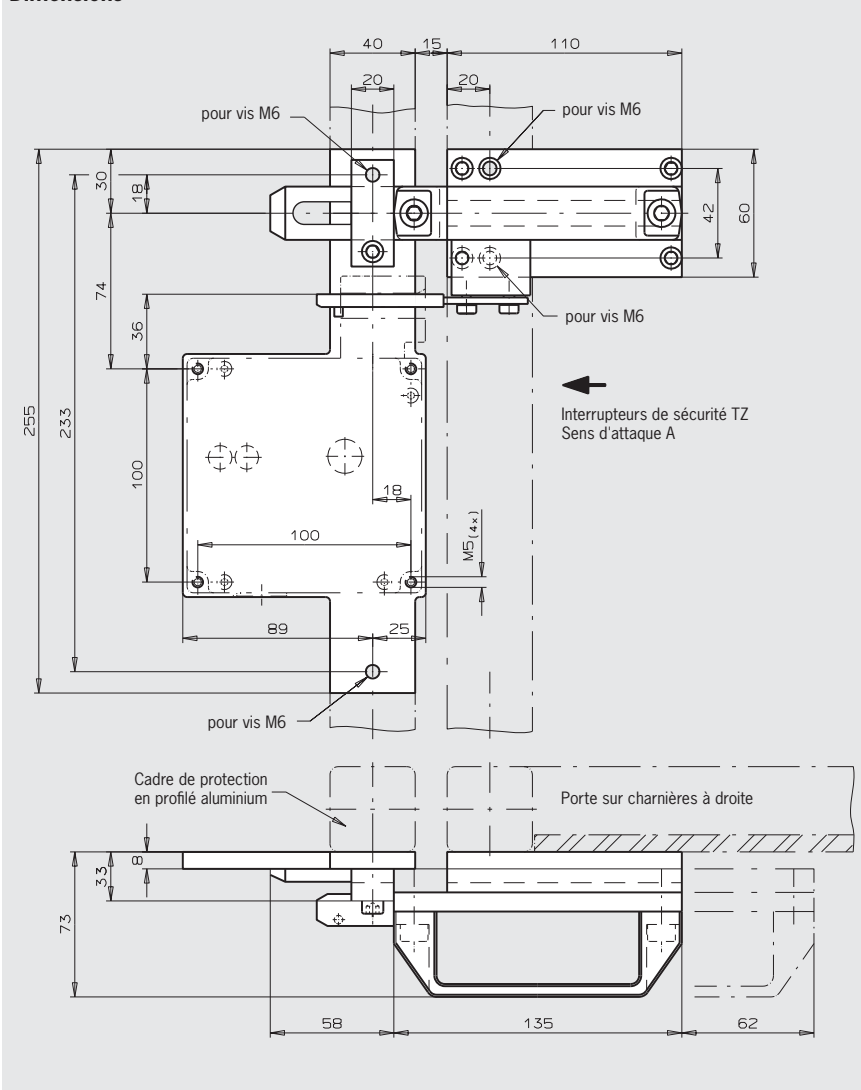 40 15 110
20 20
pour vis M6
pour vis M6
30
18
42
60
74
36
pour vis M6
255
233
Interrupteurs de sécurité TZ
Sens d'attaque A
100
18
100
M5(4x)
89 25
pour vis M6
Cadre de protection
en profilé aluminium
Porte sur charnières à droite
8
33
73
58 135 62